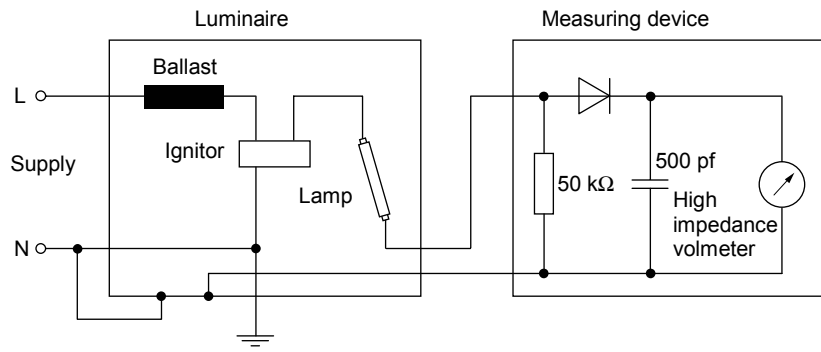 Luminaire
Measuring device
Ballast
L
Ignitor
Supply
Lamp
50 kΩ
500 pf
High
impedance
volmeter
N